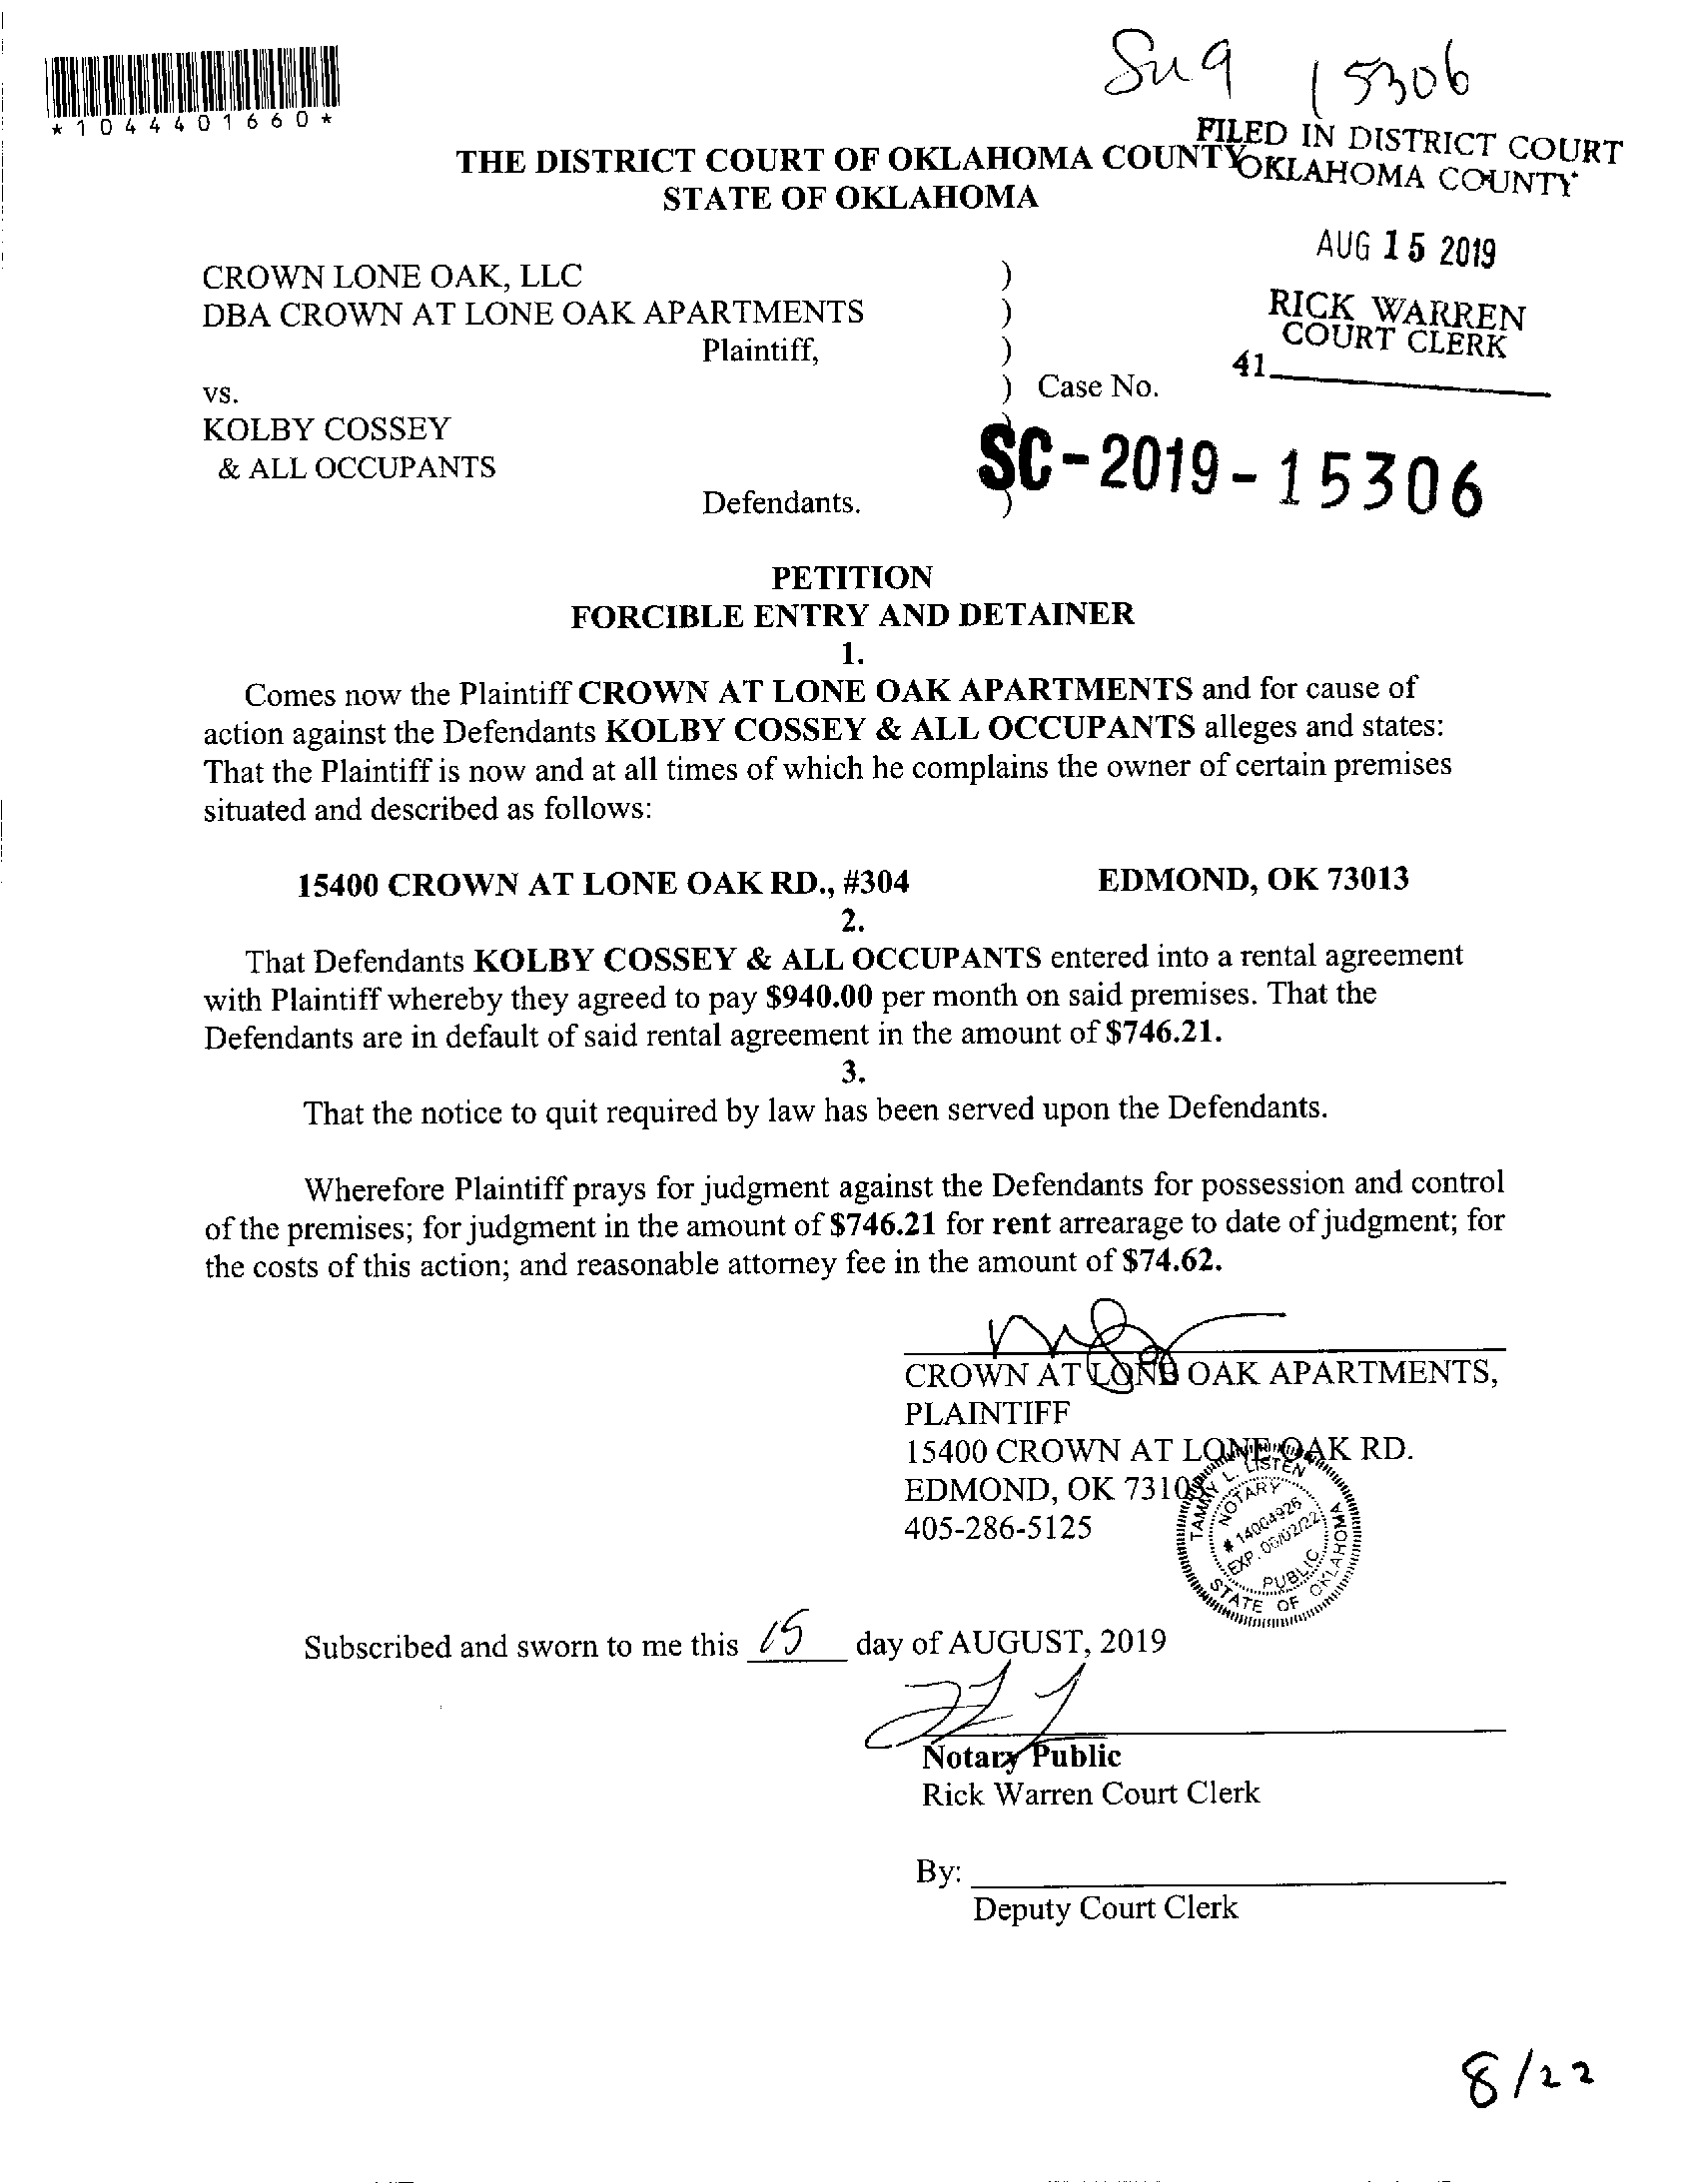 *1044401660*
15306
FILED IN DISTRICT COURT
OKLAHOMA COUNTY
THE DISTRICT COURT OF OKLAHOMA COUNTY
STATE OF OKLAHOMA
AUG 15 2019
RICK WARREN
COURT CLERK
41
CROWN LONE OAK, LLC )
DBA CROWN AT LONE OAK APARTMENTS )
Plaintiff, )
vs. ) Case No.
KOLBY COSSEY )
& ALL OCCUPANTS
SC-2019-15306
Defendants. )
PETITION
FORCIBLE ENTRY AND DETAINER
1.
Comes now the Plaintiff CROWN AT LONE OAK APARTMENTS and for cause of
action against the Defendants KOLBY COSSEY & ALL OCCUPANTS alleges and states:
That the Plaintiff is now and at all times of which he complains the owner of certain premises
situated and described as follows:
15400 CROWN AT LONE OAK RD., #304 EDMOND, OK 73013
2.
That Defendants KOLBY COSSEY & ALL OCCUPANTS entered into a rental agreement
with Plaintiff whereby they agreed to pay $940.00 per month on said premises. That the
Defendants are in default of said rental agreement in the amount of $746.21.
3.
That the notice to quit required by law has been served upon the Defendants.
Wherefore Plaintiff prays for judgment against the Defendants for possession and control
of the premises; for judgment in the amount of $746.21 for rent arrearage to date of judgment; for
the costs of this action; and reasonable attorney fee in the amount of $74.62.
CROWN AT LONE OAK APARTMENTS,
PLAINTIFF
15400 CROWN AT LONE OAK RD.
EDMOND, OK
405-286-5125
TAMMY L. LISTEN
NOTARY
# 14004926
EXP.
PUBLIC
STATE OF OKLAHOMA
Subscribed and sworn to me this 15 day of AUGUST, 2019
Notary Public
Rick Warren Court Clerk
By:
Deputy Court Clerk
8/22